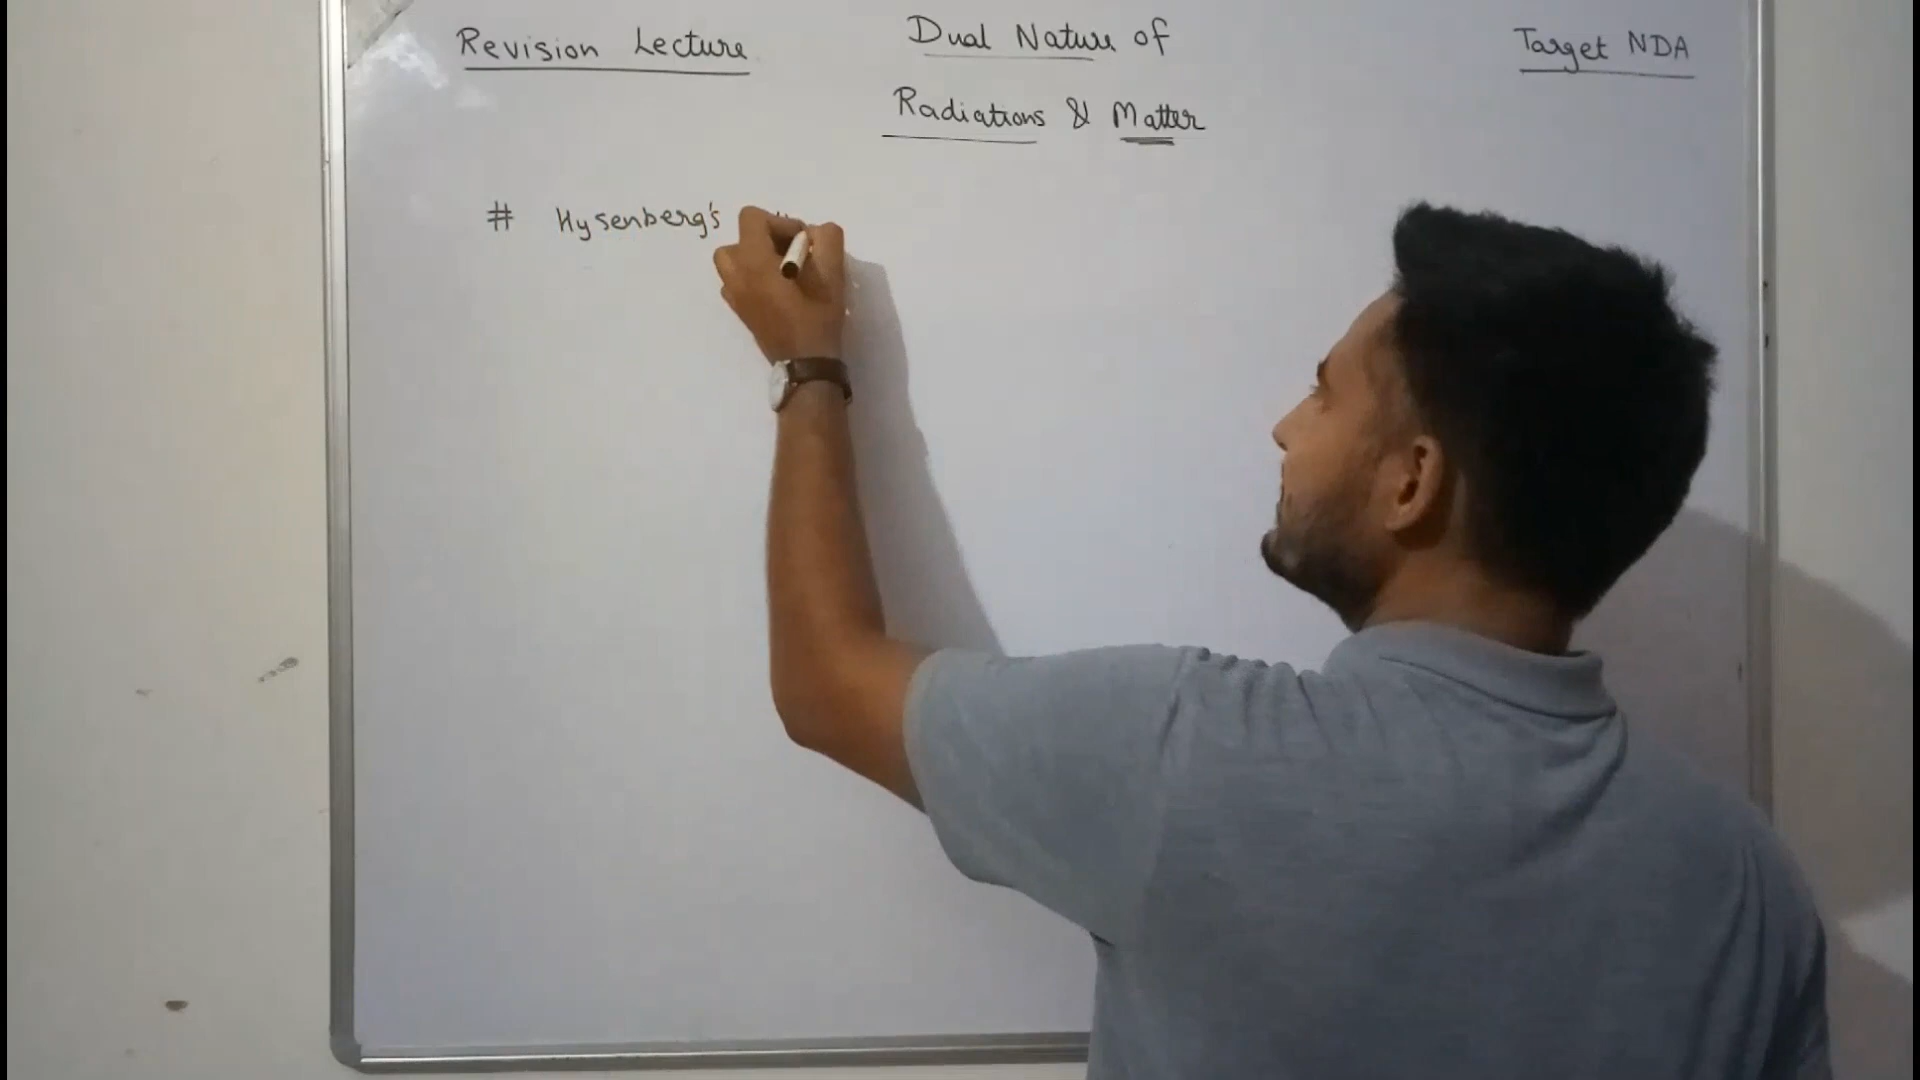 Revision Lecture
Dual Nature of
Radiations & Matter
Target NDA
# Hysenberg's